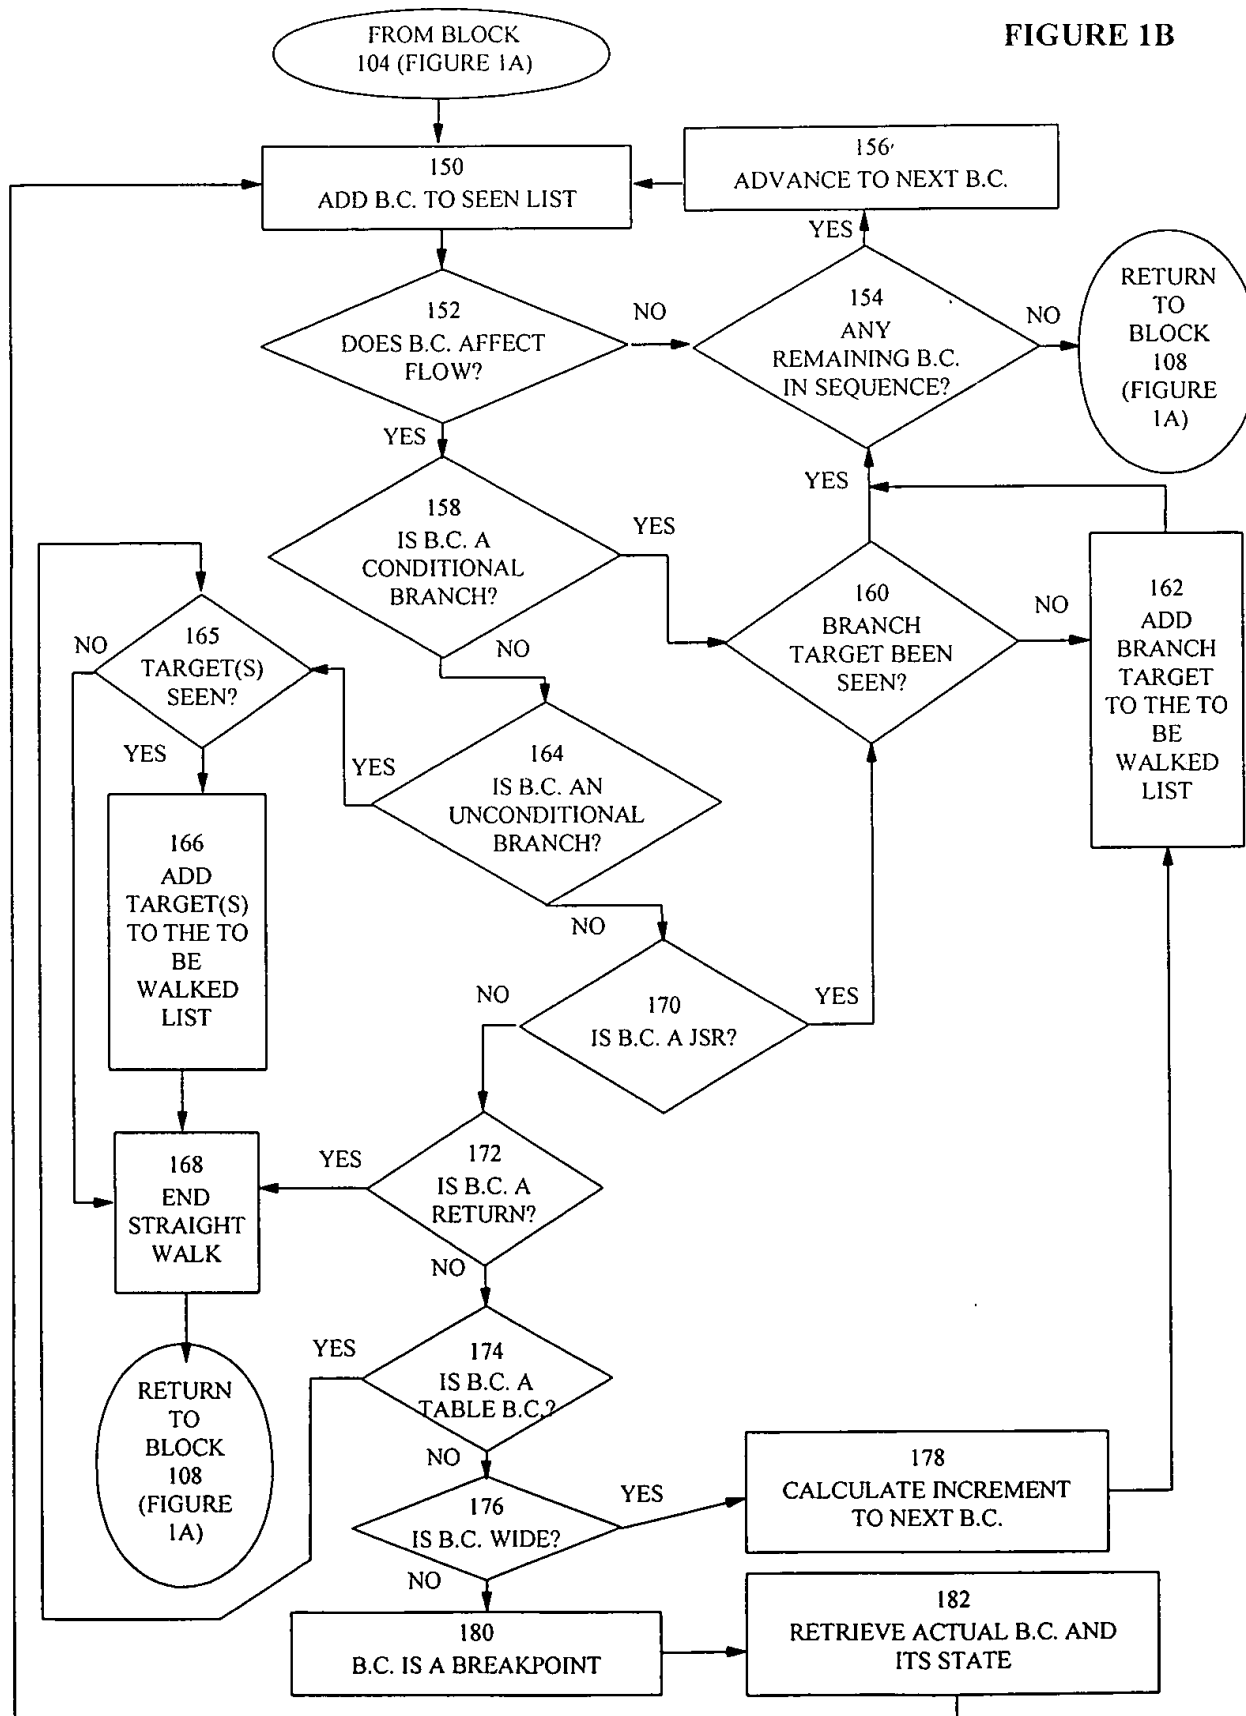 FIGURE 1B
FROM BLOCK
104 (FIGURE 1A)
150
ADD B.C. TO SEEN LIST
156
ADVANCE TO NEXT B.C.
YES
152
DOES B.C. AFFECT
FLOW?
NO
154
ANY
REMAINING B.C.
IN SEQUENCE?
NO
RETURN
TO
BLOCK
108
(FIGURE
1A)
YES
YES
158
IS B.C. A
CONDITIONAL
BRANCH?
YES
NO
160
BRANCH
TARGET BEEN
SEEN?
NO
162
ADD
BRANCH
TARGET
TO THE TO
BE
WALKED
LIST
NO
165
TARGET(S)
SEEN?
YES
YES
164
IS B.C. AN
UNCONDITIONAL
BRANCH?
NO
166
ADD
TARGET(S)
TO THE TO
BE
WALKED
LIST
NO
170
IS B.C. A JSR?
YES
168
END
STRAIGHT
WALK
YES
172
IS B.C. A
RETURN?
NO
RETURN
TO
BLOCK
108
(FIGURE
1A)
YES
174
IS B.C. A
TABLE B.C.?
NO
176
IS B.C. WIDE?
YES
178
CALCULATE INCREMENT
TO NEXT B.C.
NO
180
B.C. IS A BREAKPOINT
182
RETRIEVE ACTUAL B.C. AND
ITS STATE